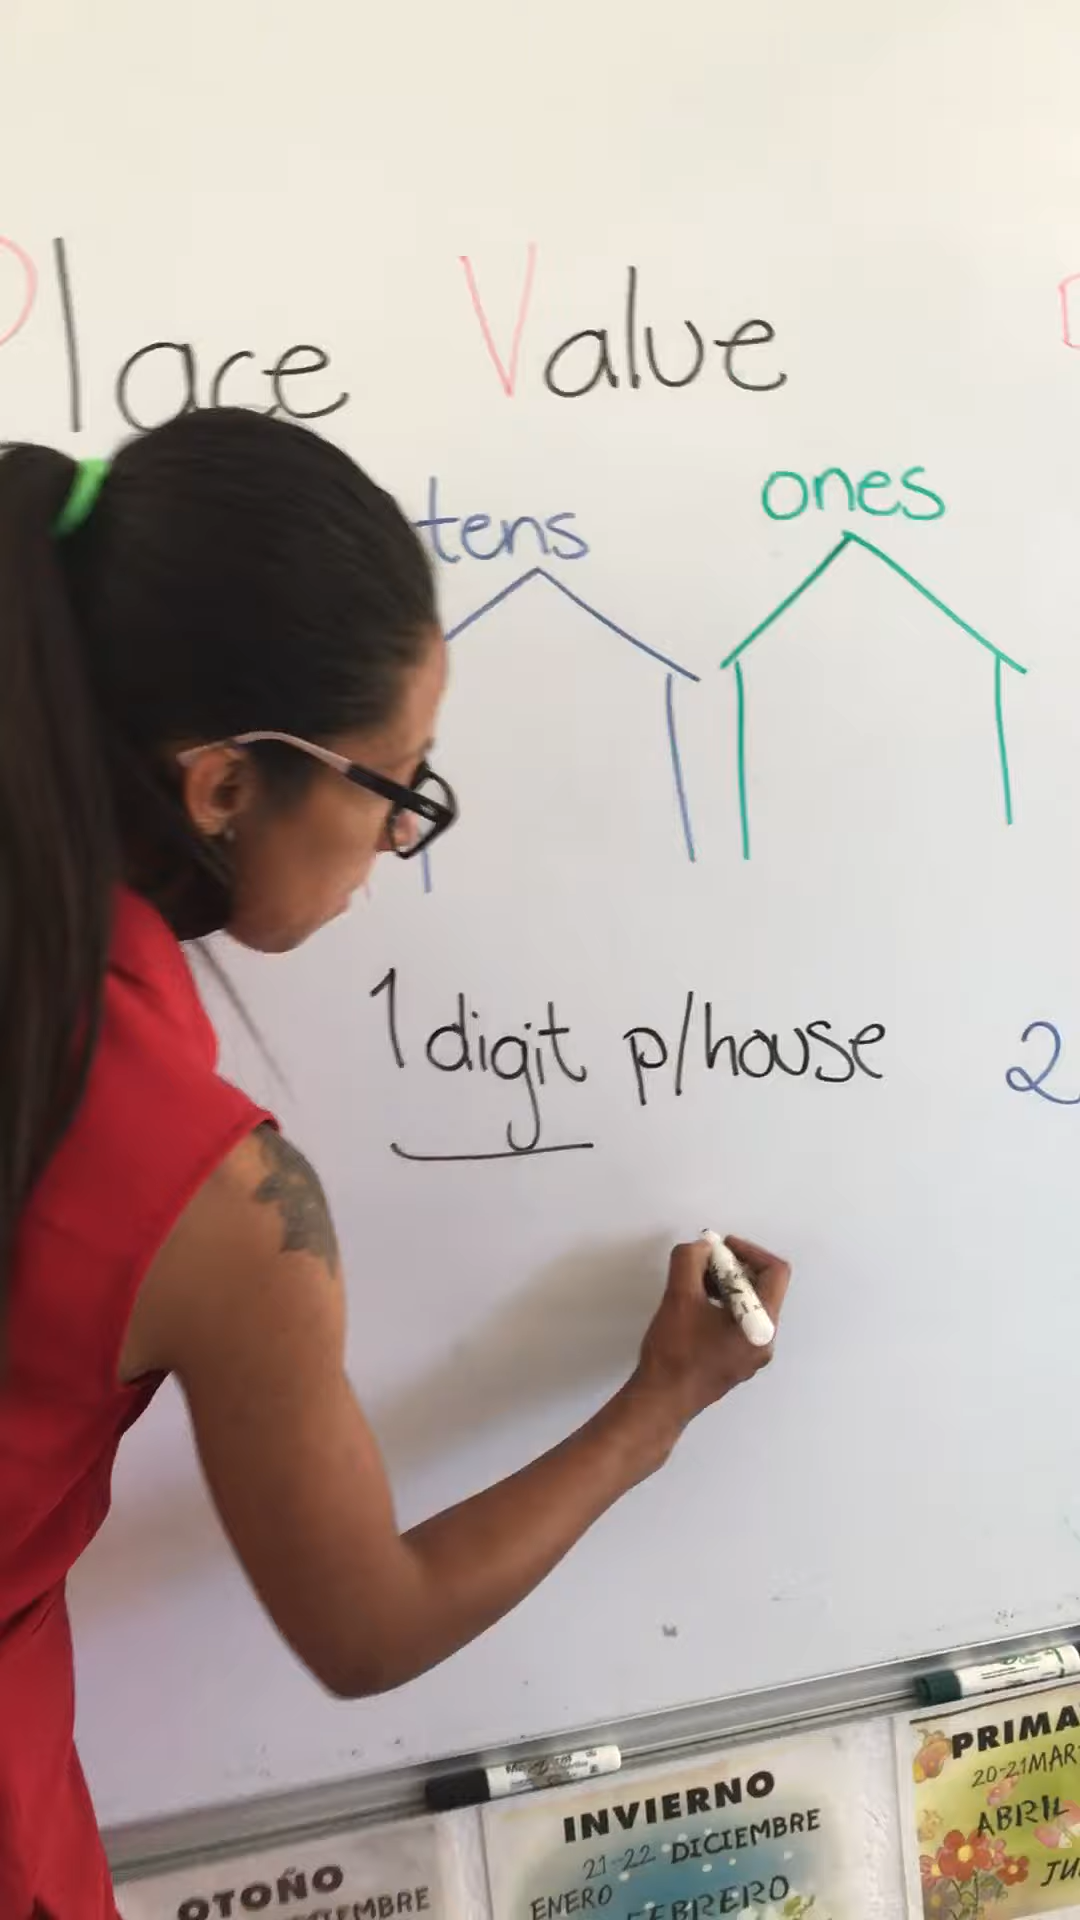 Place Value
tens
ones
1 digit p/house
2
OTOÑO
INVIERNO
21-22 DICIEMBRE
ENERO
FEBRERO
20-21 MAR
ABRIL